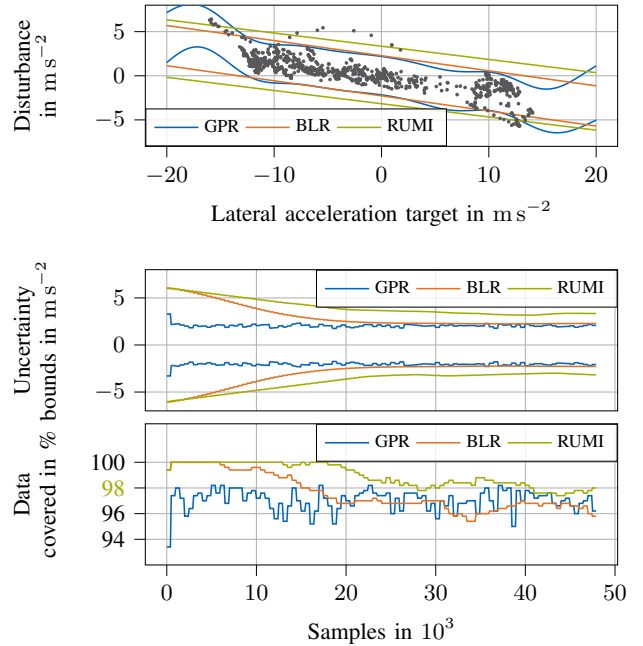 Disturbance
in m s⁻²
5
0
−5
GPR BLR RUMI
−20 −10 0 10 20
Lateral acceleration target in m s⁻²
Uncertainty
bounds in m s⁻²
5
0
−5
GPR BLR RUMI
Data
covered in %
100
98
96
94
GPR BLR RUMI
0 10 20 30 40 50
Samples in 10³